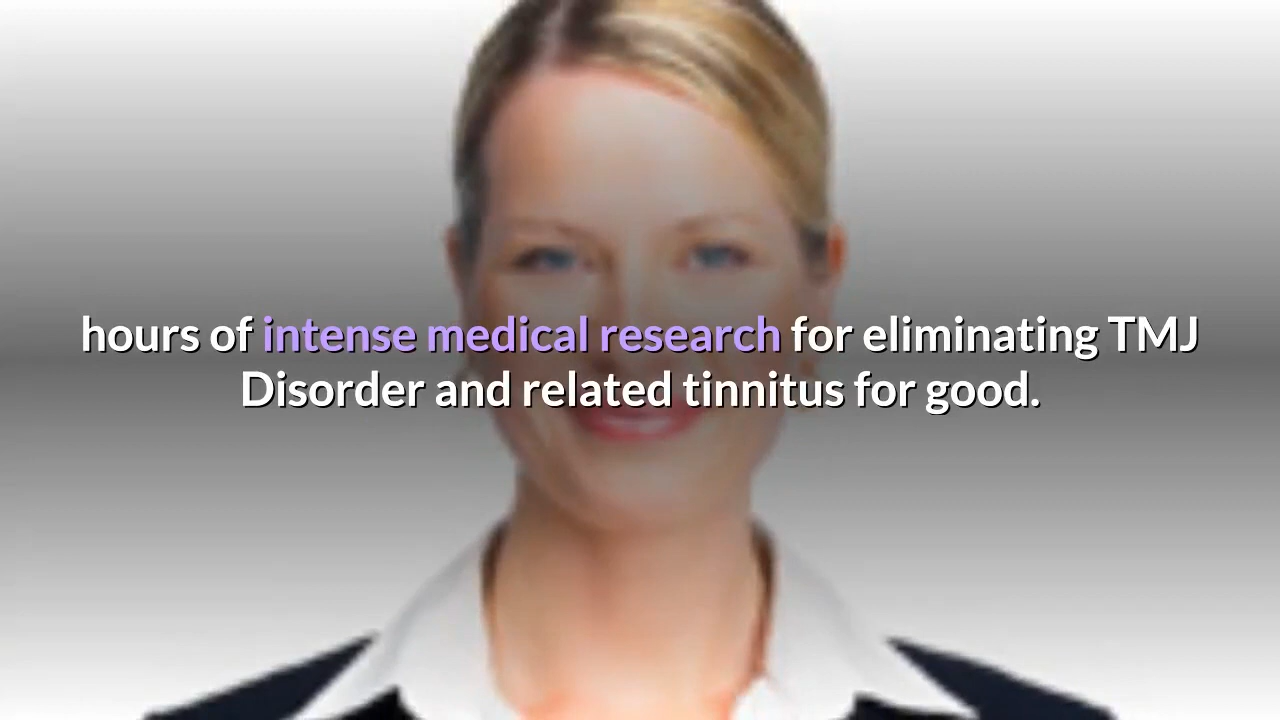 hours of intense medical research for eliminating TMJ
Disorder and related tinnitus for good.